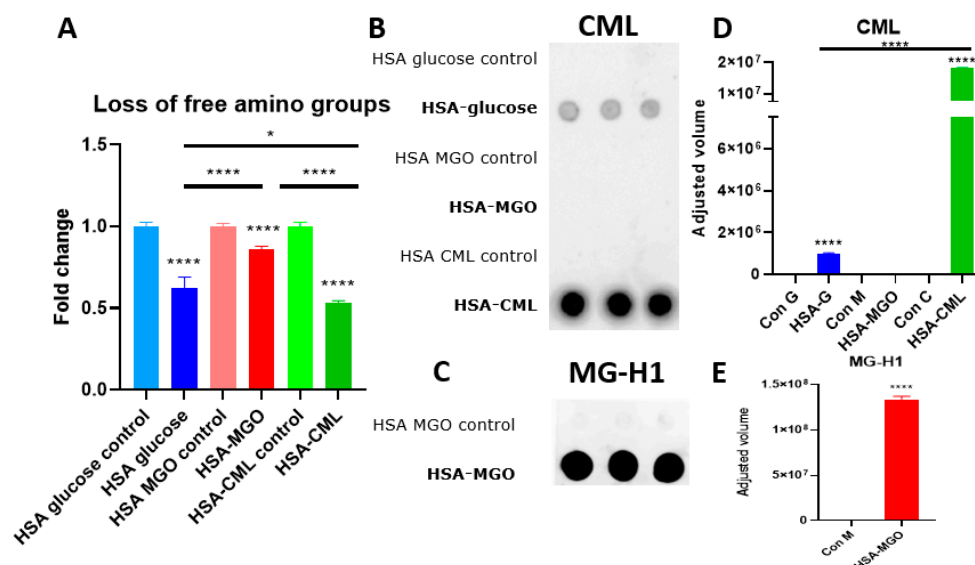 A
Loss of free amino groups
*
**** ****
1.5
1.0
0.5
0.0
Fold change
****
****
****
HSA glucose control
HSA glucose
HSA MGO control
HSA-MGO
HSA-CML control
HSA-CML
B
CML
HSA glucose control
HSA-glucose
HSA MGO control
HSA-MGO
HSA CML control
HSA-CML
C
MG-H1
HSA MGO control
HSA-MGO
D
CML
****
****
2×10⁷
1×10⁷
6×10⁶
4×10⁶
2×10⁶
0
Adjusted volume
****
Con G
HSA-G
Con M
HSA-MGO
Con C
HSA-CML
E
MG-H1
****
1.5×10⁸
1×10⁸
5×10⁷
0
Adjusted volume
Con M
HSA-MGO